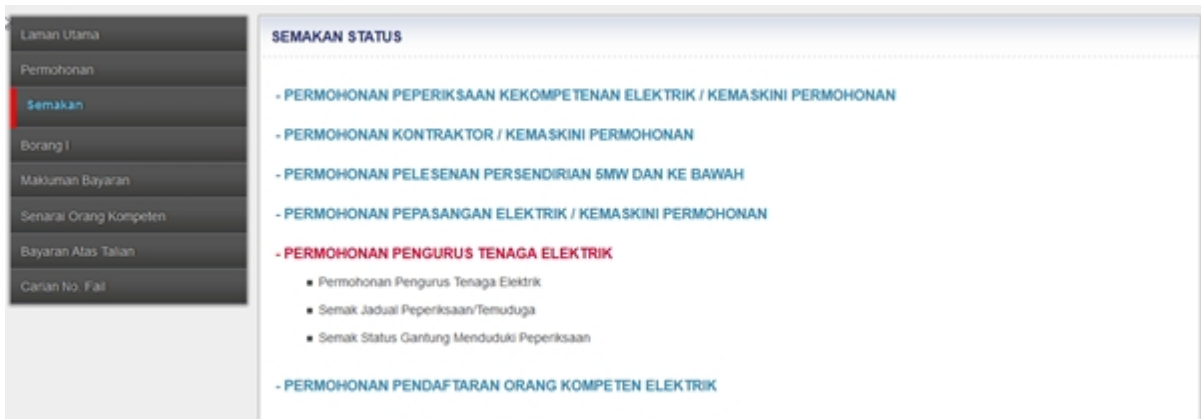 Laman Utama
Permohonan
Semakan
Borang I
Makluman Bayaran
Senarai Orang Kompeten
Bayaran Atas Talian
Carian No. Fail
SEMAKAN STATUS
- PERMOHONAN PEPERIKSAAN KEKOMPETENAN ELEKTRIK / KEMASKINI PERMOHONAN
- PERMOHONAN KONTRAKTOR / KEMASKINI PERMOHONAN
- PERMOHONAN PELESENAN PERSENDIRIAN 5MW DAN KE BAWAH
- PERMOHONAN PEPASANGAN ELEKTRIK / KEMASKINI PERMOHONAN
- PERMOHONAN PENGURUS TENAGA ELEKTRIK
▪ Permohonan Pengurus Tenaga Elektrik
▪ Semak Jadual Peperiksaan/Temuduga
▪ Semak Status Gantung Menduduki Peperiksaan
- PERMOHONAN PENDAFTARAN ORANG KOMPETEN ELEKTRIK